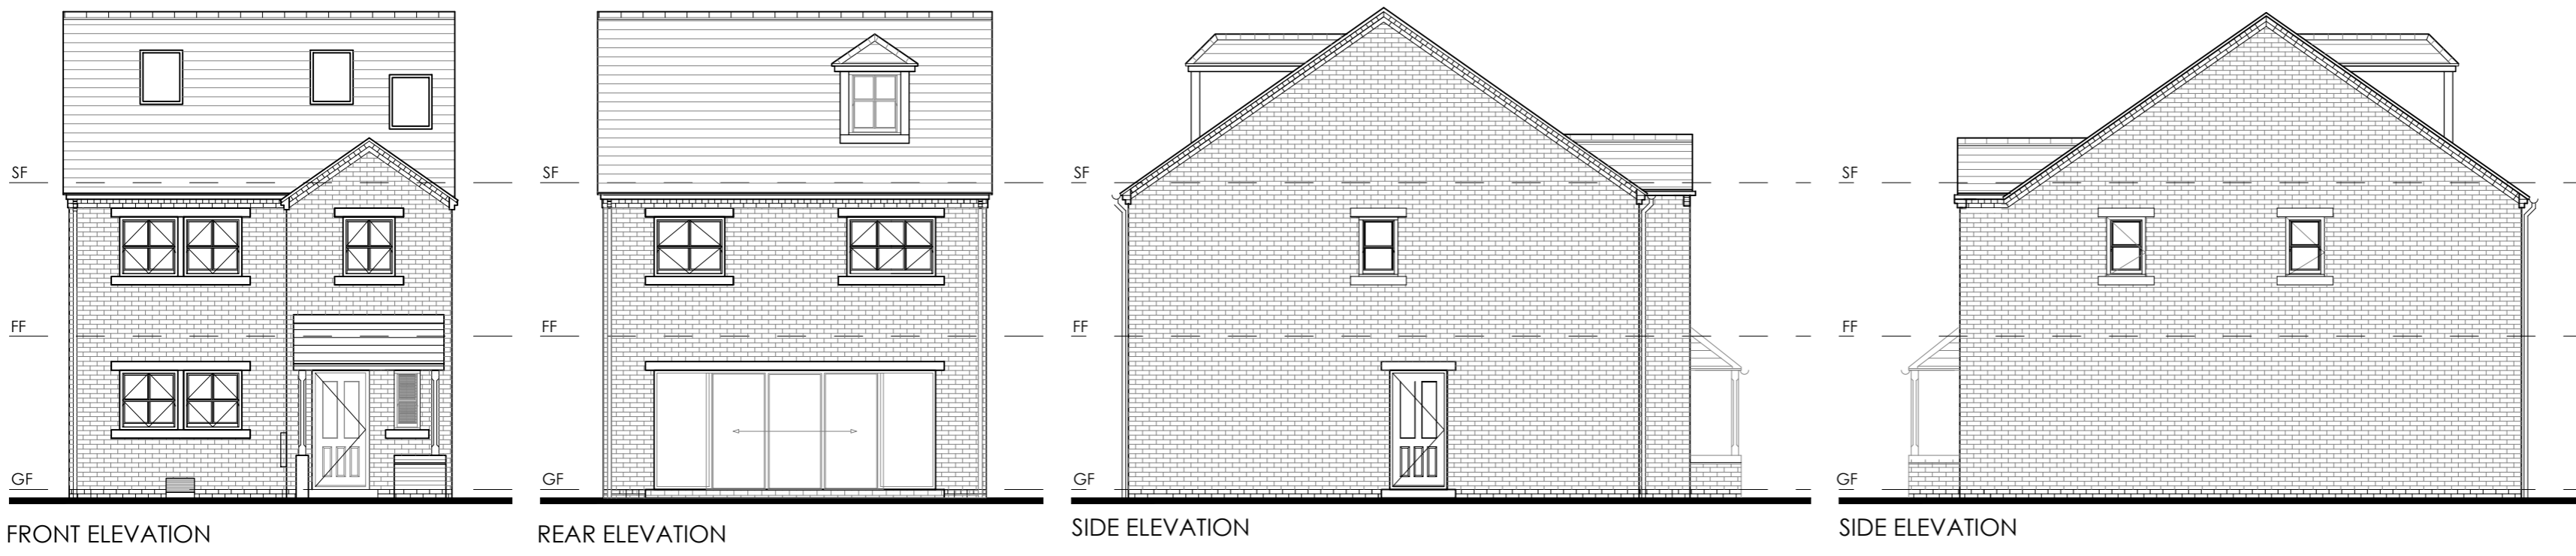 SF
FF
GF
FRONT ELEVATION
SF
FF
GF
REAR ELEVATION
SF
FF
GF
SIDE ELEVATION
SF
FF
GF
SIDE ELEVATION